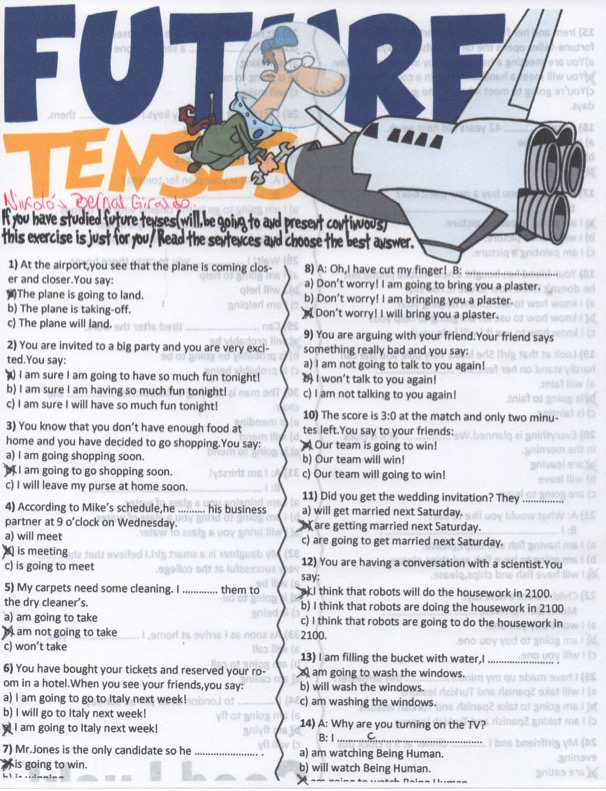 FUTURE
TENSES
Nicolás Bernal Giraldo.
If you have studied future tenses(will,be going to and present continuous)
this exercise is just for you! Read the sentences and choose the best answer.
1) At the airport,you see that the plane is coming clos-
er and closer.You say:
a)The plane is going to land.
b) The plane is taking-off.
c) The plane will land.
2) You are invited to a big party and you are very exci-
ted.You say:
a) I am sure I am going to have so much fun tonight!
b) I am sure I am having so much fun tonight!
c) I am sure I will have so much fun tonight!
3) You know that you don't have enough food at
home and you have decided to go shopping.You say:
a) I am going shopping soon.
b) I am going to go shopping soon.
c) I will leave my purse at home soon.
4) According to Mike's schedule,he ......... his business
partner at 9 o'clock on Wednesday.
a) will meet
b) is meeting
c) is going to meet
5) My carpets need some cleaning. I ............ them to
the dry cleaner's.
a) am going to take
b) am not going to take
c) won't take
6) You have bought your tickets and reserved your ro-
om in a hotel.When you see your friends,you say:
a) I am going to go to Italy next week!
b) I will go to Italy next week!
c) I am going to Italy next week!
7) Mr.Jones is the only candidate so he .....................
a) is going to win.
b) is winning
8) A: Oh,I have cut my finger! B: ..............................
a) Don't worry! I am going to bring you a plaster.
b) Don't worry! I am bringing you a plaster.
c) Don't worry! I will bring you a plaster.
9) You are arguing with your friend.Your friend says
something really bad and you say:
a) I am not going to talk to you again!
b) I won't talk to you again!
c) I am not talking to you again!
10) The score is 3:0 at the match and only two minu-
tes left.You say to your friends:
a) Our team is going to win!
b) Our team will win!
c) Our team will going to win!
11) Did you get the wedding invitation? They ............
a) will get married next Saturday.
b) are getting married next Saturday.
c) are going to get married next Saturday.
12) You are having a conversation with a scientist.You
say:
a) I think that robots will do the housework in 2100.
b) I think that robots are doing the housework in 2100
c) I think that robots are going to do the housework in
2100.
13) I am filling the bucket with water,I ................... .
a) am going to wash the windows.
b) will wash the windows.
c) am washing the windows.
14) A: Why are you turning on the TV?
B: I ......C...............................
a) am watching Being Human.
b) will watch Being Human.
c) am going to watch Being Human